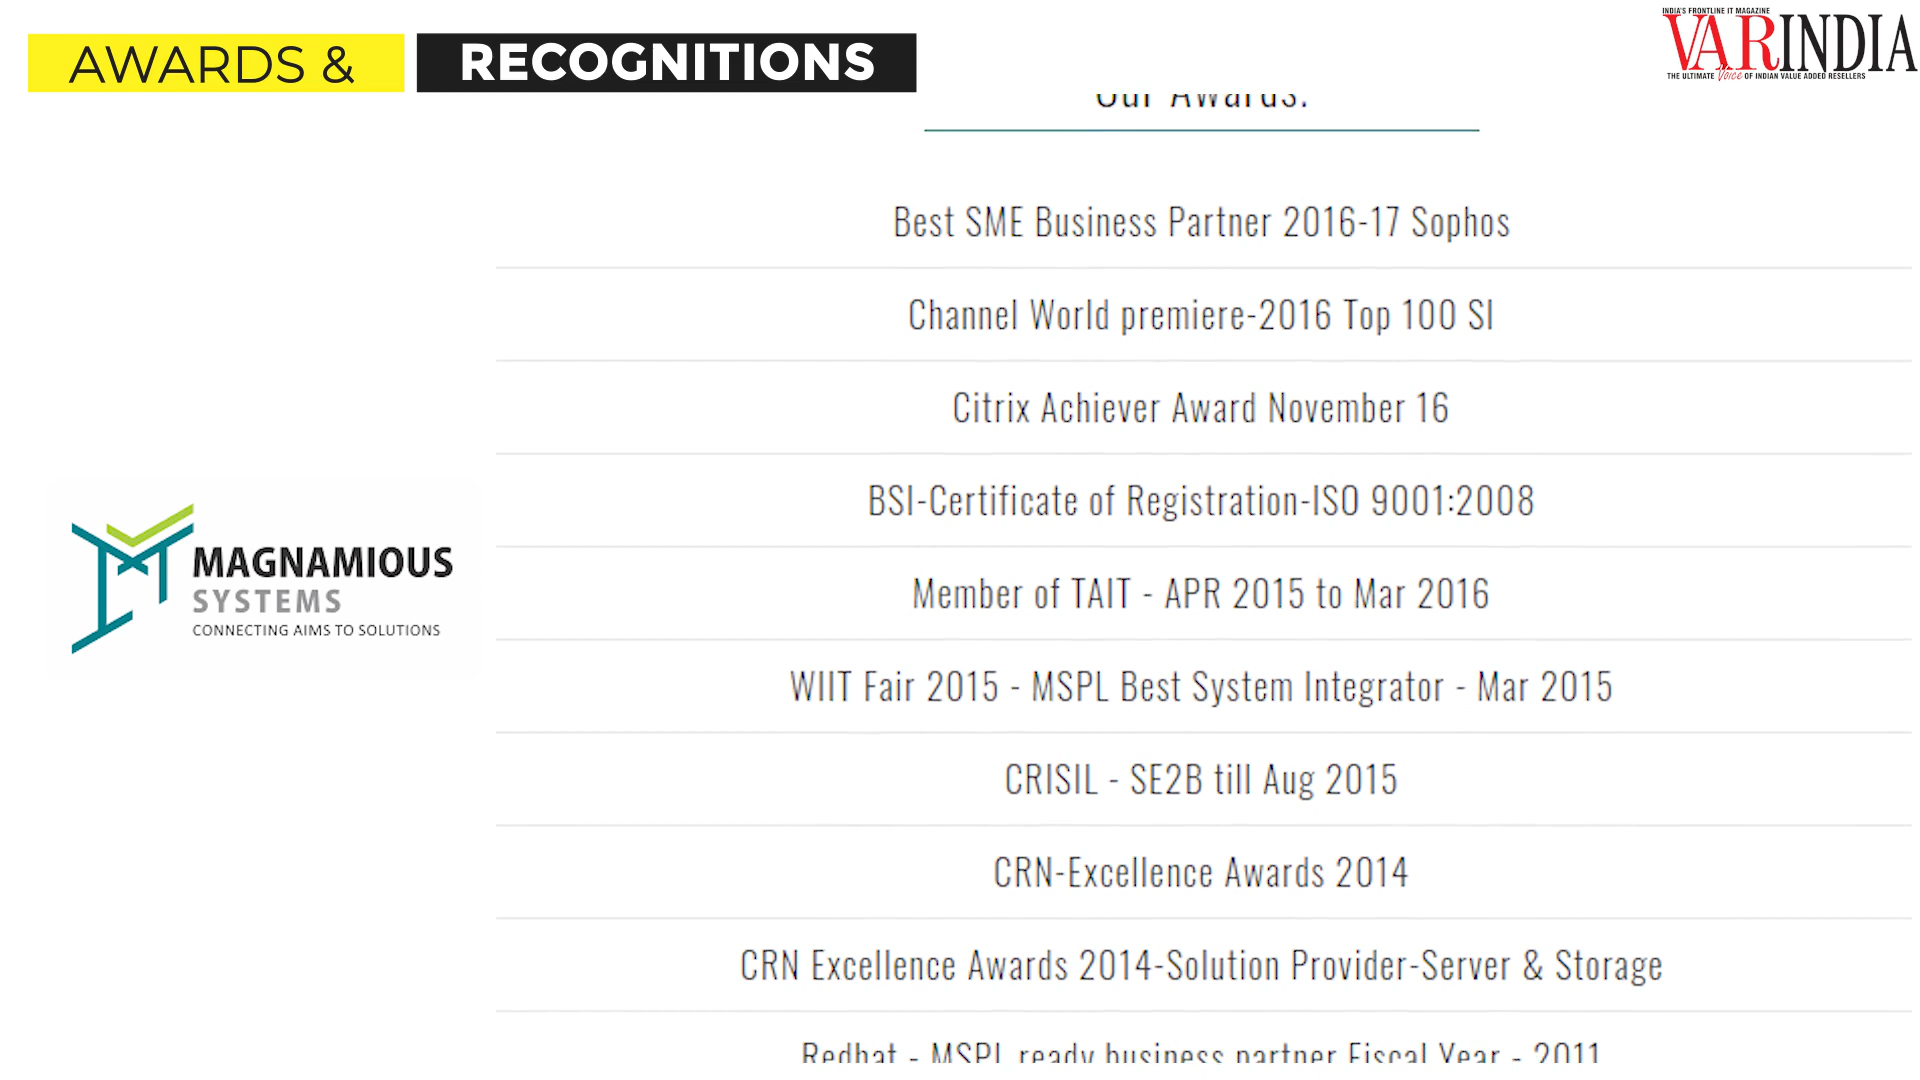 AWARDS & RECOGNITIONS
INDIA'S FRONTLINE IT MAGAZINE
VARINDIA
THE ULTIMATE Voice OF INDIAN VALUE ADDED RESELLERS
Our Awards.
Best SME Business Partner 2016-17 Sophos
Channel World premiere-2016 Top 100 SI
Citrix Achiever Award November 16
BSI-Certificate of Registration-ISO 9001:2008
Member of TAIT - APR 2015 to Mar 2016
WIIT Fair 2015 - MSPL Best System Integrator - Mar 2015
CRISIL - SE2B till Aug 2015
CRN-Excellence Awards 2014
CRN Excellence Awards 2014-Solution Provider-Server & Storage
Redhat - MSPL ready business partner Fiscal Year - 2011
MAGNAMIOUS
SYSTEMS
CONNECTING AIMS TO SOLUTIONS